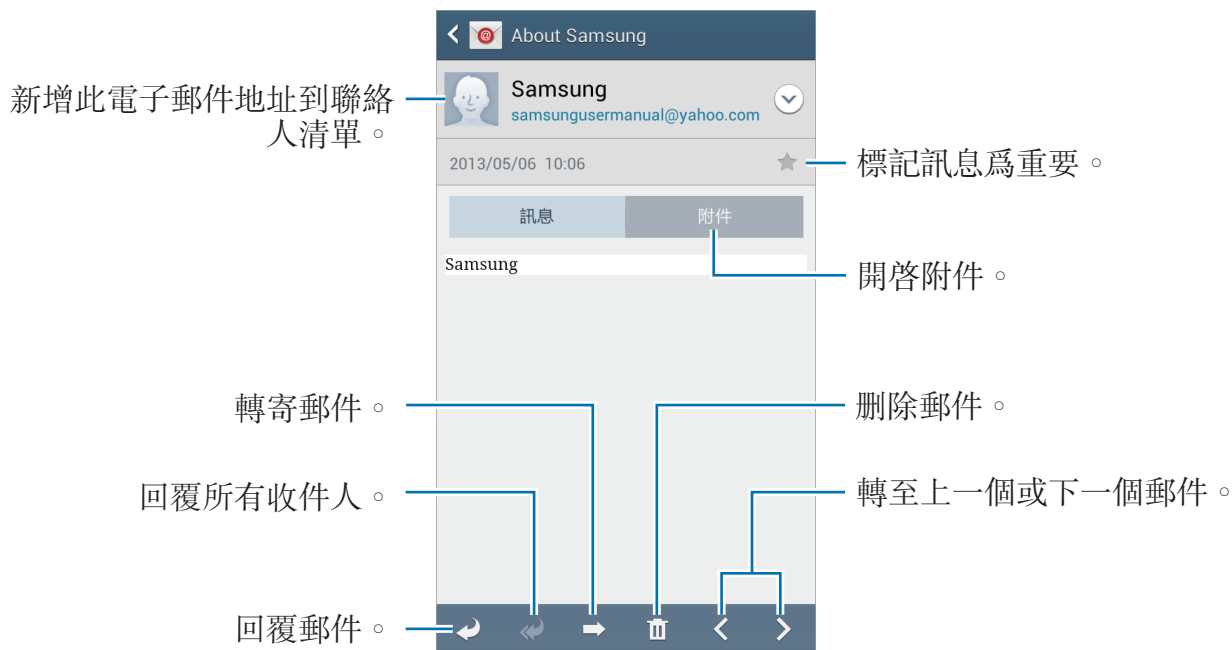 About Samsung
新增此電子郵件地址到聯絡
人清單。
Samsung
samsungusermanual@yahoo.com
2013/05/06 10:06
標記訊息爲重要。
訊息
附件
Samsung
開啓附件。
轉寄郵件。
刪除郵件。
回覆所有收件人。
轉至上一個或下一個郵件。
回覆郵件。